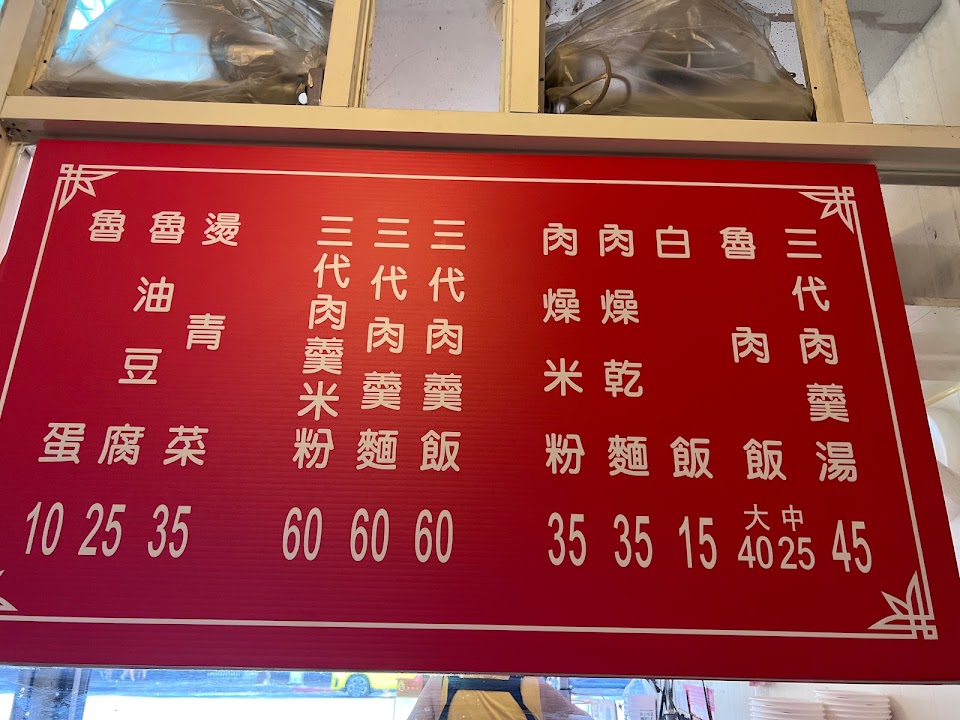 三代肉羹湯 45
魯肉飯 大40 中25
白飯 15
肉燥乾麵 35
肉燥米粉 35
三代肉羹飯 60
三代肉羹麵 60
三代肉羹米粉 60
燙青菜 35
魯油豆腐 25
魯蛋 10